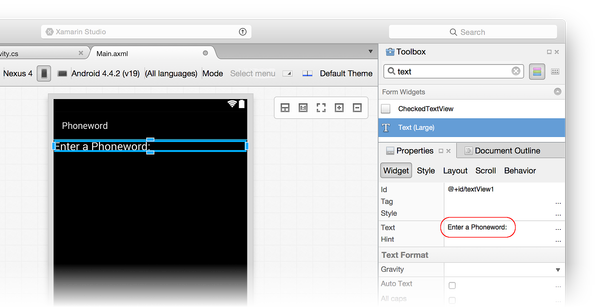 Xamarin Studio
Search
vity.cs
Main.axml
Toolbox
Nexus 4
Android 4.4.2 (v19)
(All languages)
Mode
Select menu
Default Theme
text
Form Widgets
CheckedTextView
Text (Large)
Phoneword
Enter a Phoneword:
Properties
Document Outline
Widget
Style
Layout
Scroll
Behavior
Id
@+id/textView1
Tag
...
Style
Text
Enter a Phoneword:
...
Hint
...
Text Format
Gravity
Auto Text
...
All caps